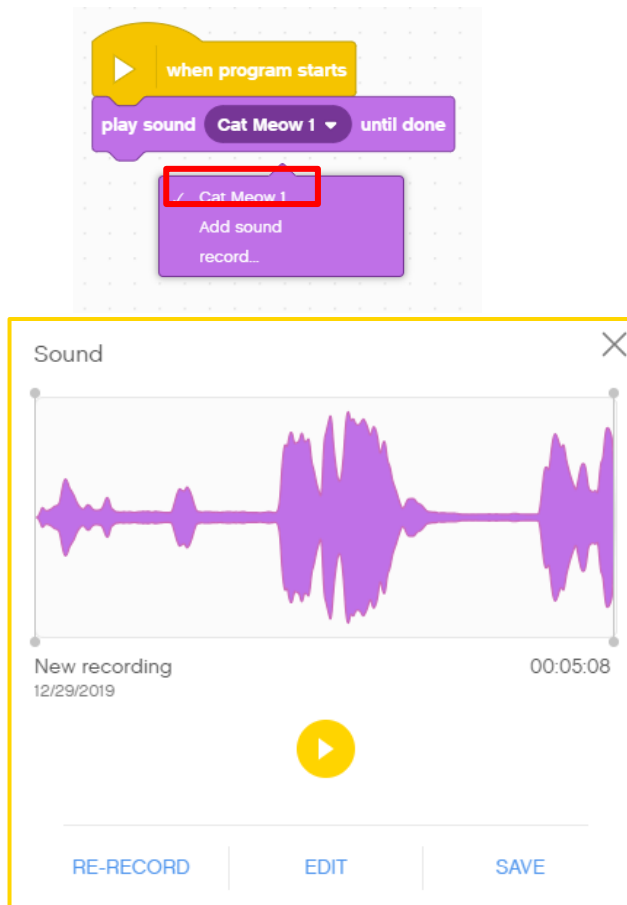 when program starts
play sound Cat Meow 1 until done
✓ Cat Meow 1
Add sound
record...
Sound
New recording 00:05:08
12/29/2019
RE-RECORD EDIT SAVE